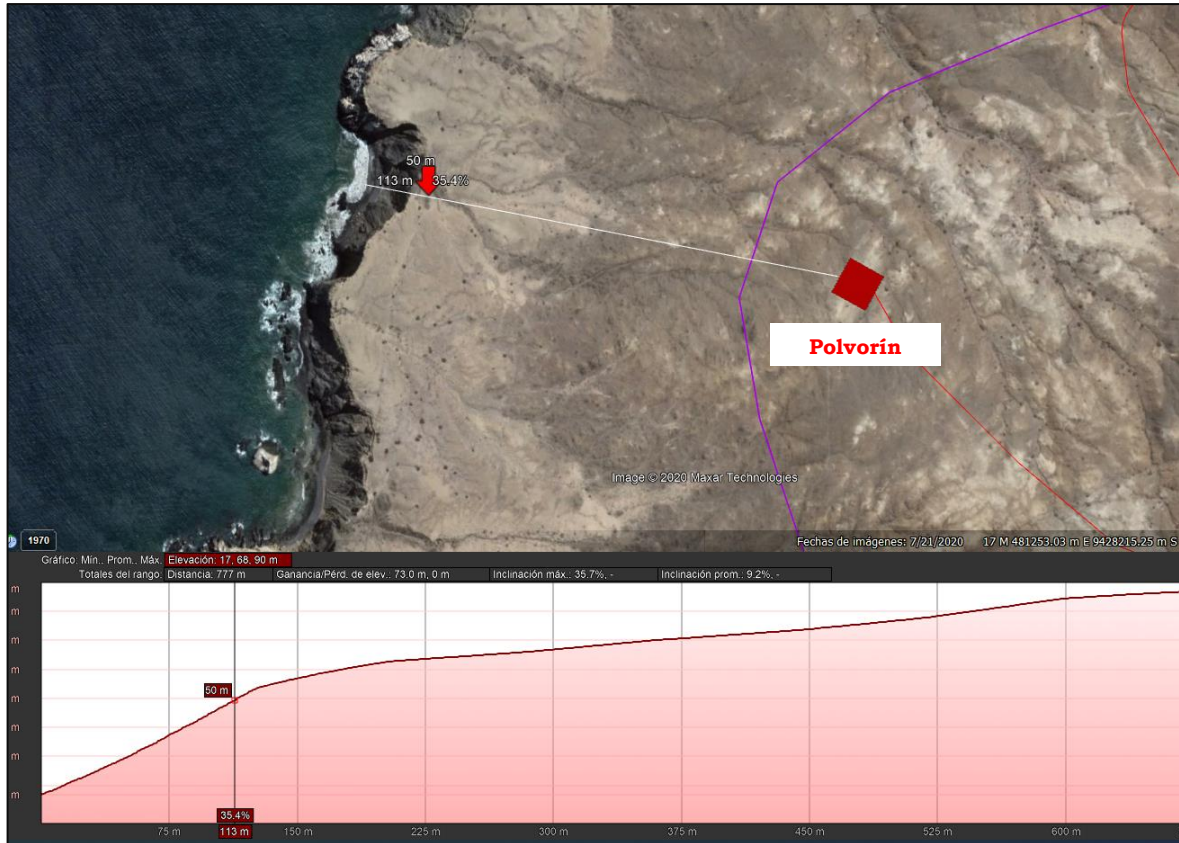 50 m
113 m 35.4%
Polvorín
Image © 2020 Maxar Technologies
1970
Fechas de imágenes: 7/21/2020 17 M 481253.03 m E 9428215.25 m S
Gráfico: Mín., Prom., Máx. Elevación: 17, 68, 90 m
Totales del rango: Distancia: 777 m Ganancia/Pérd. de elev.: 73.0 m, 0 m Inclinación máx.: 35.7%, - Inclinación prom.: 9.2%, -
m
m
m
m
50 m
m
m
m
m
35.4%
75 m 113 m 150 m 225 m 300 m 375 m 450 m 525 m 600 m